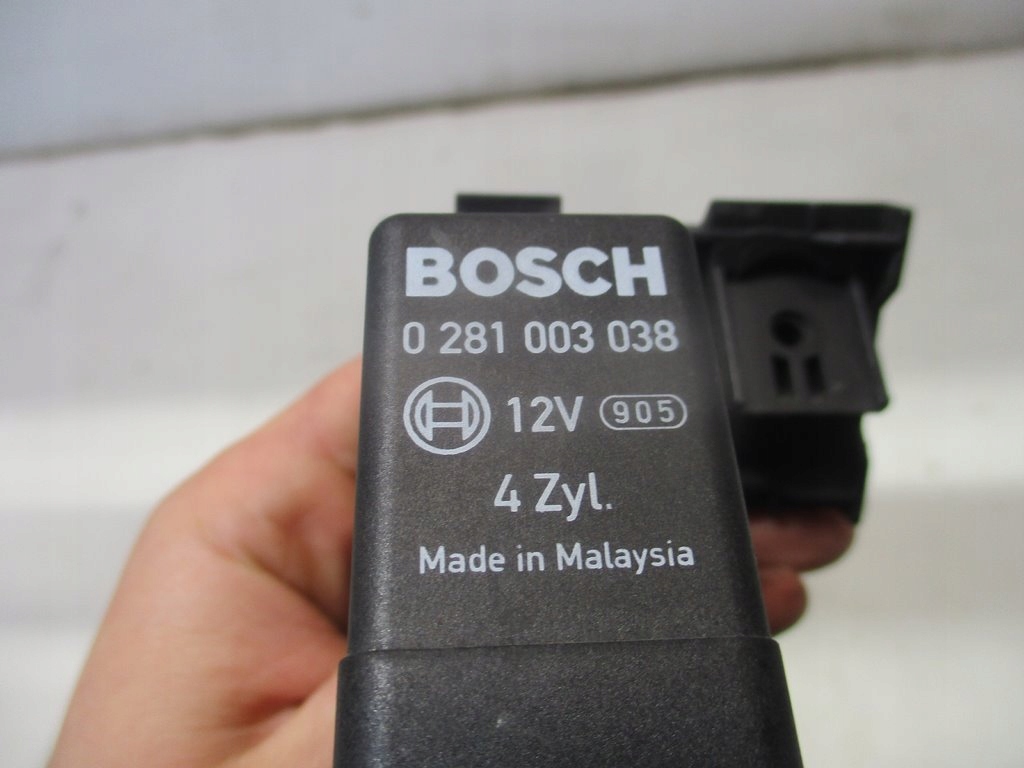 BOSCH
0 281 003 038
12V 905
4 Zyl.
Made in Malaysia